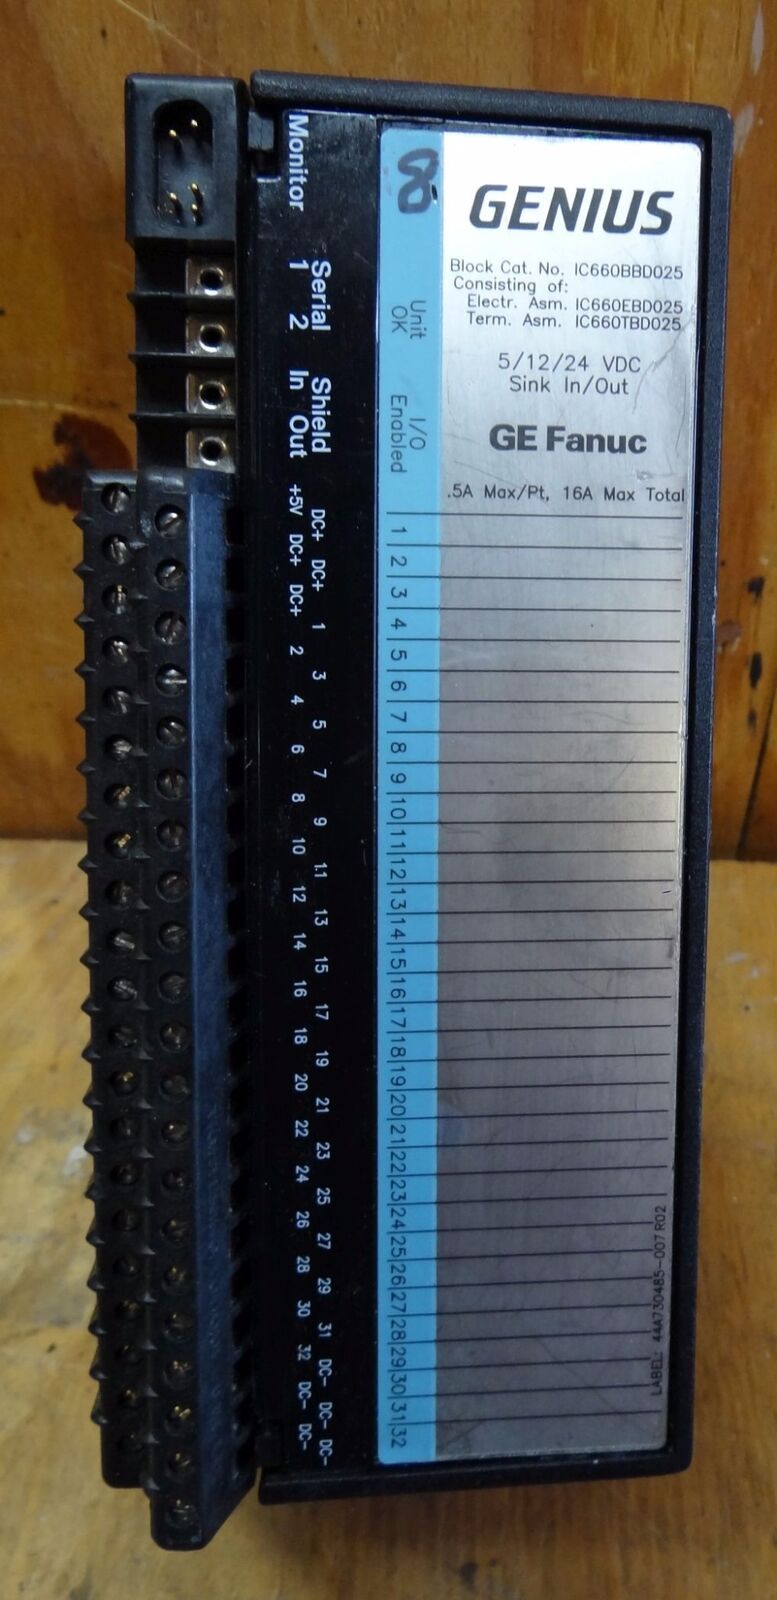 8
GENIUS
Block Cat. No. IC660BBD025
Consisting of:
Electr. Asm. IC660EBD025
Term. Asm. IC660TBD025
5/12/24 VDC
Sink In/Out
GE Fanuc
.5A Max/Pt, 16A Max Total
Unit
OK
I/O
Enabled
1 2 3 4 5 6 7 8 9 10 11 12 13 14 15 16 17 18 19 20 21 22 23 24 25 26 27 28 29 30 31 32
LABEL: 44A730485-007 R02
Monitor
Serial
1 2
Shield
In Out
DC+ DC+ 1 3 5 7 9 11 13 15 17 19 21 23 25 27 29 31 DC- DC- DC-
+5V DC+ DC+ 2 4 6 8 10 12 14 16 18 20 22 24 26 28 30 32 DC- DC-